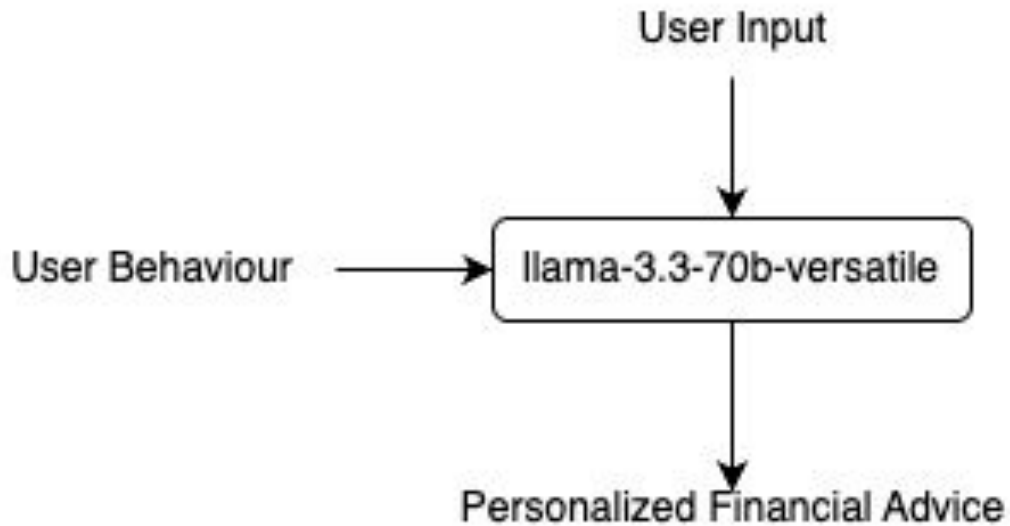 User Input
User Behaviour
llama-3.3-70b-versatile
Personalized Financial Advice